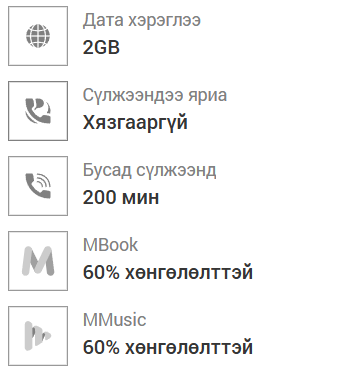 Дата хэрэглээ
2GB
Сүлжээндээ яриа
Хязгааргүй
Бусад сүлжээнд
200 мин
MBook
60% хөнгөлөлттэй
MMusic
60% хөнгөлөлттэй